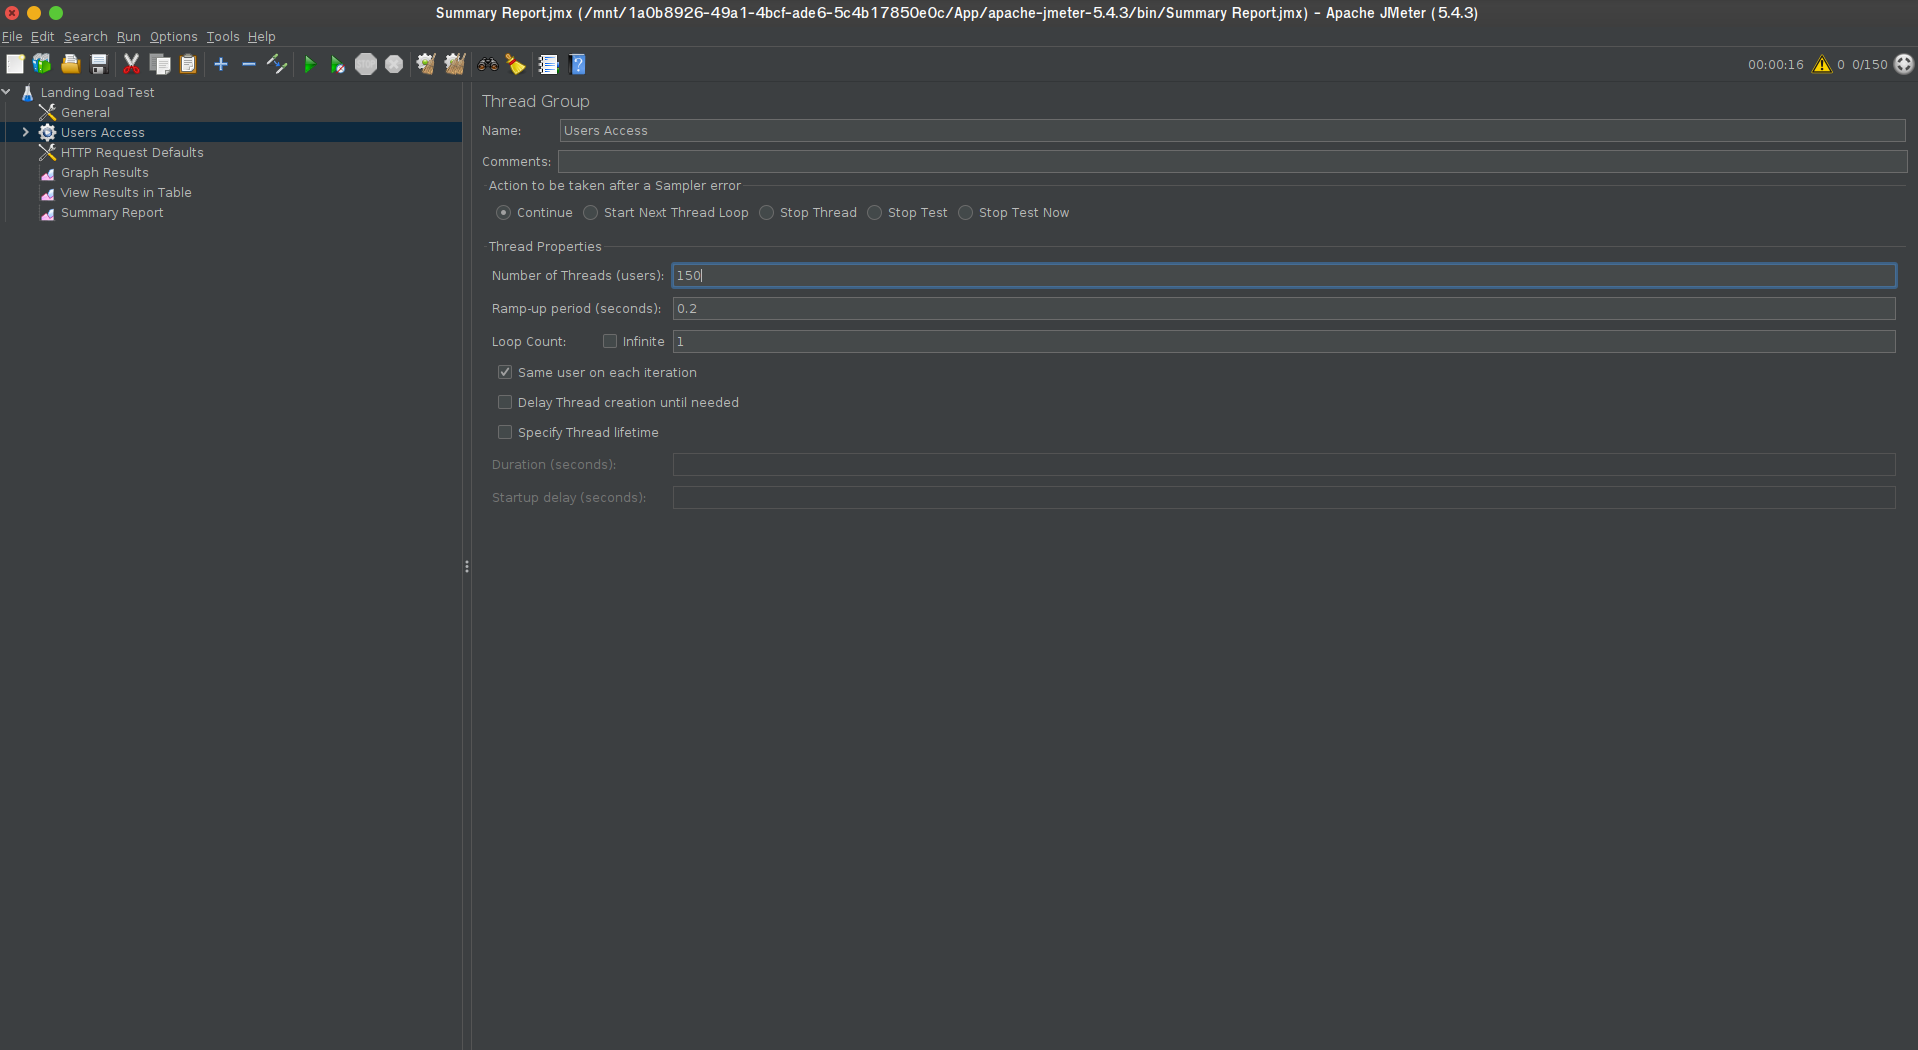 Summary Report.jmx (/mnt/1a0b8926-49a1-4bcf-ade6-5c4b17850e0c/App/apache-jmeter-5.4.3/bin/Summary Report.jmx) - Apache JMeter (5.4.3)
File Edit Search Run Options Tools Help
STOP
00:00:16 0 0/150
Landing Load Test
General
Users Access
HTTP Request Defaults
Graph Results
View Results in Table
Summary Report
Thread Group
Name: Users Access
Comments:
Action to be taken after a Sampler error
Continue Start Next Thread Loop Stop Thread Stop Test Stop Test Now
Thread Properties
Number of Threads (users): 150
Ramp-up period (seconds): 0.2
Loop Count: Infinite 1
Same user on each iteration
Delay Thread creation until needed
Specify Thread lifetime
Duration (seconds):
Startup delay (seconds):